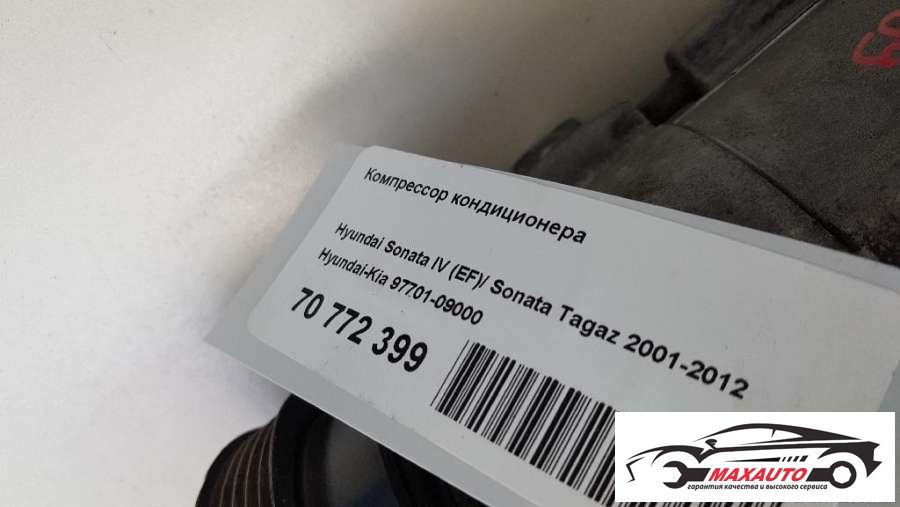 Компрессор кондиционера
Hyundai Sonata IV (EF)/ Sonata Tagaz 2001-2012
Hyundai-Kia 97701-09000
70 772 399
MAXAUTO
гарантия качества и высокого сервиса